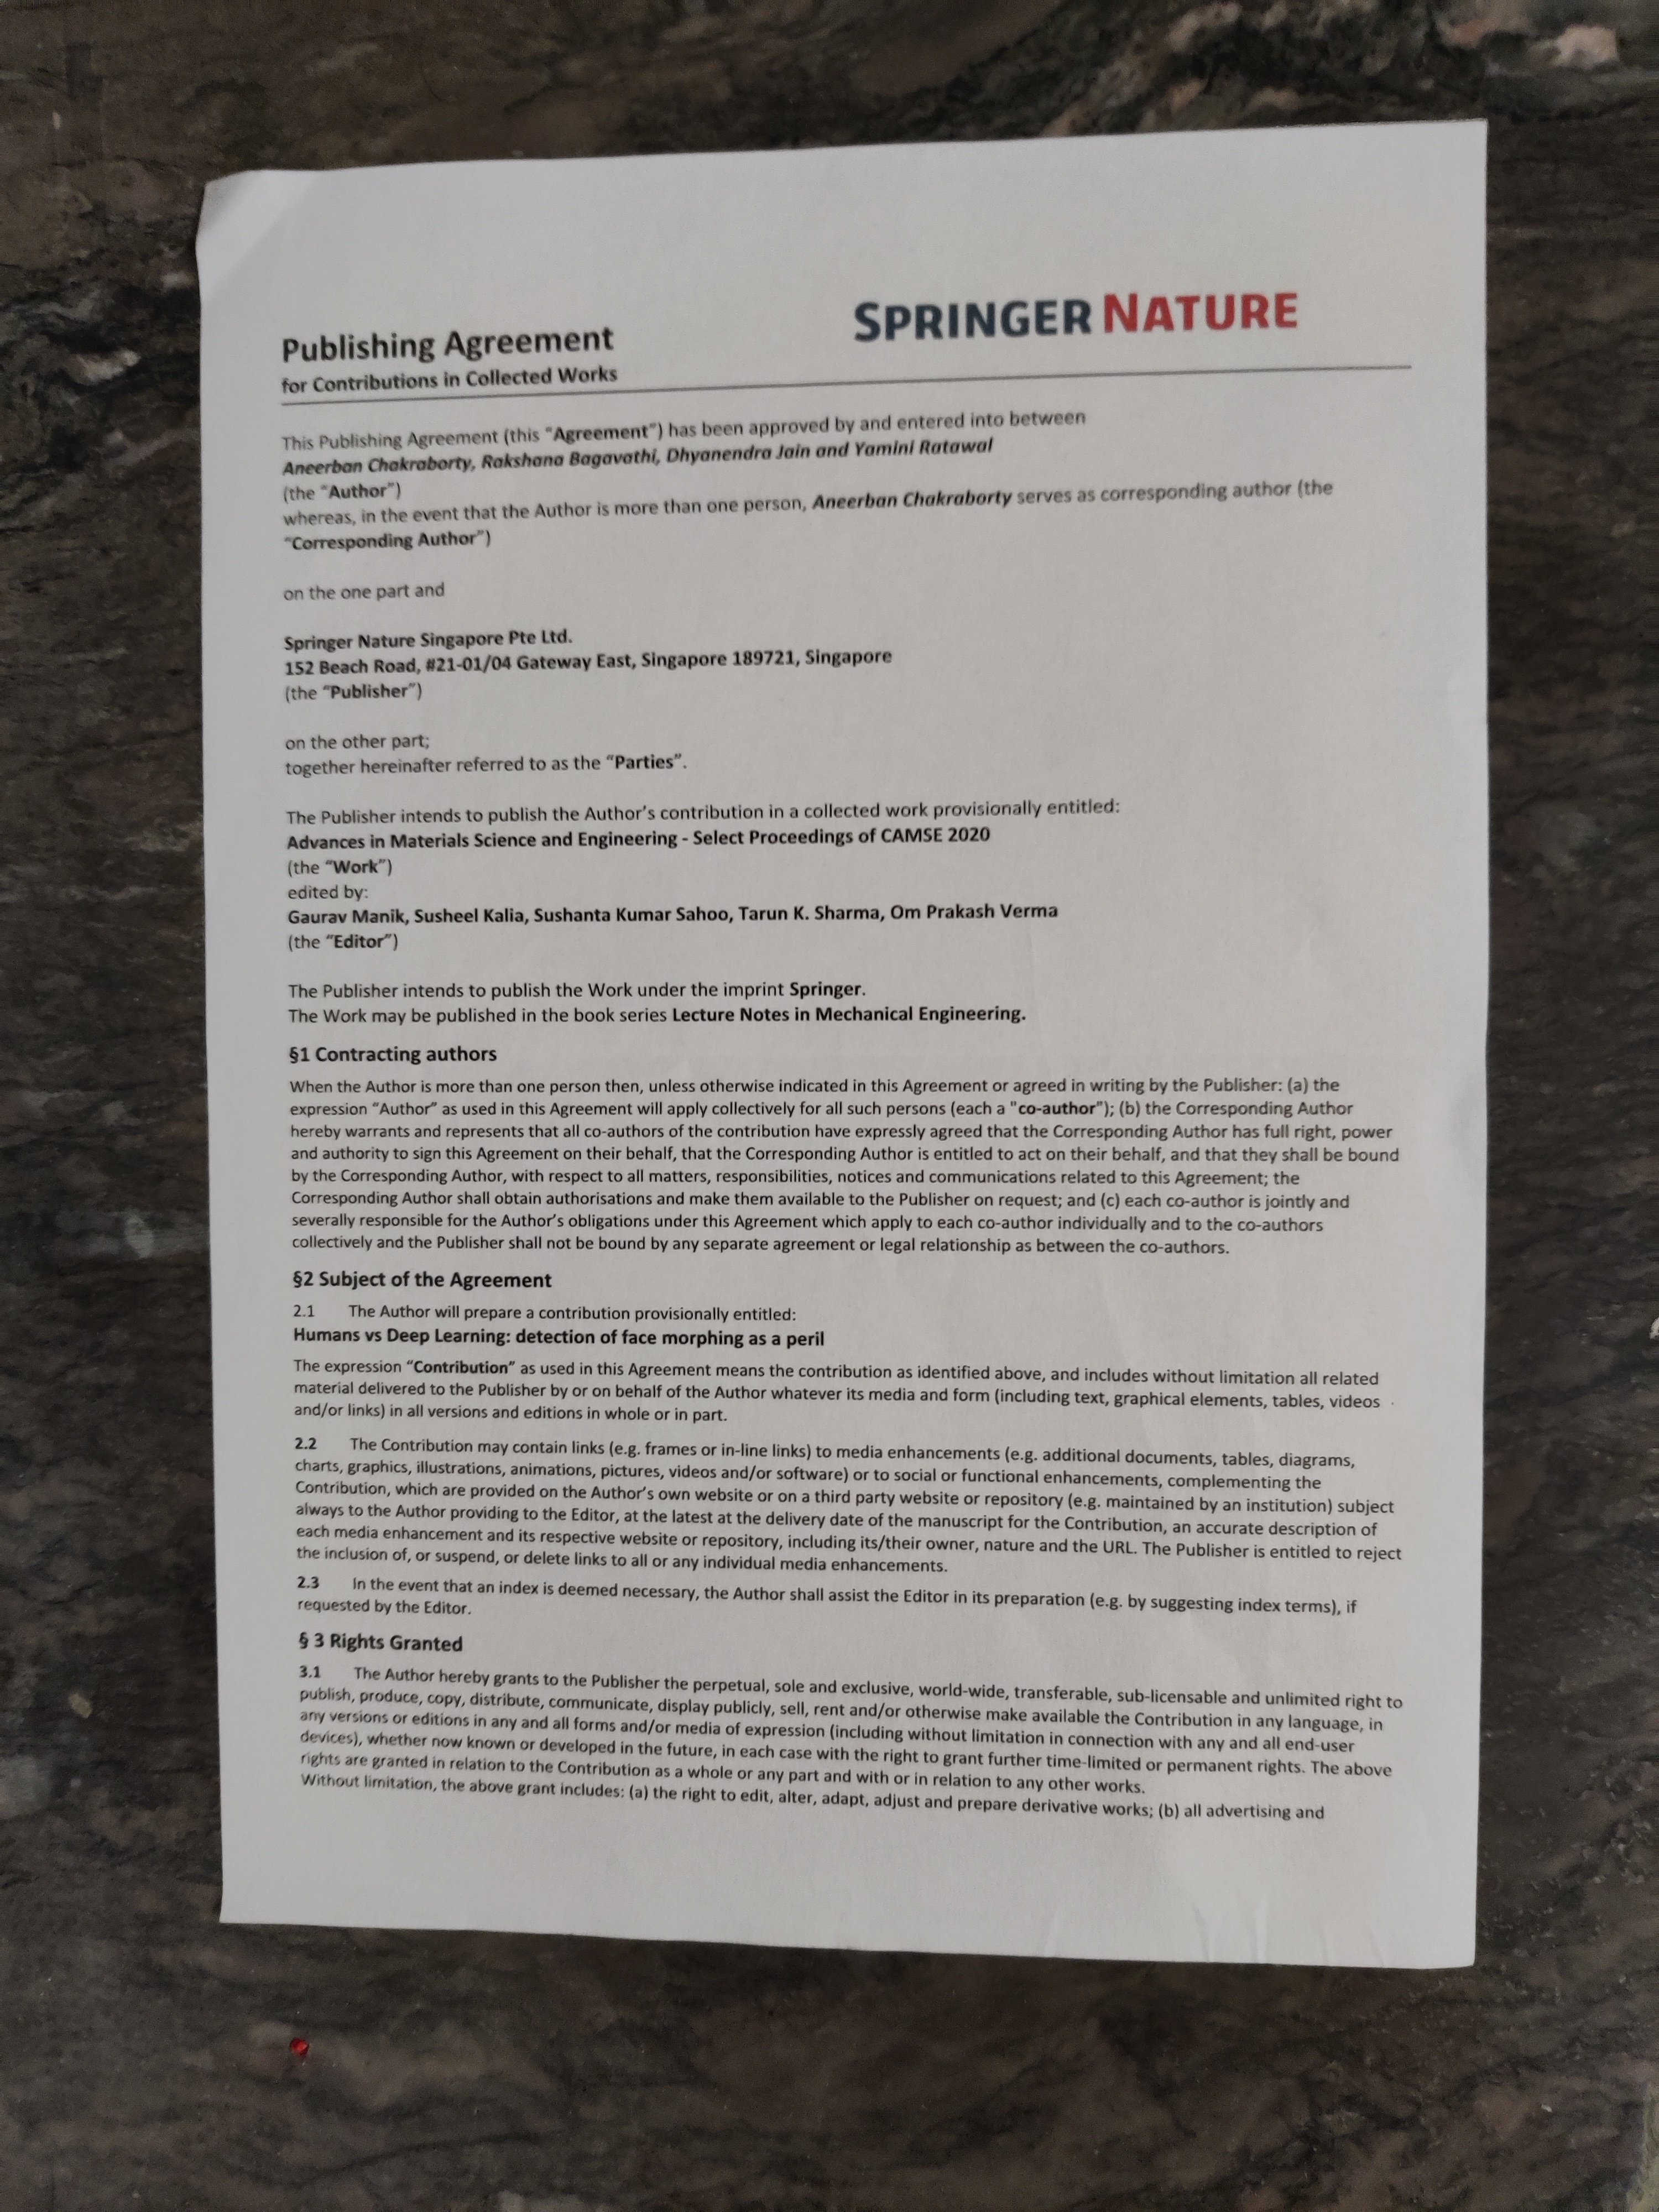 SPRINGER NATURE
Publishing Agreement
for Contributions in Collected Works
This Publishing Agreement (this “Agreement”) has been approved by and entered into between
Aneerban Chakraborty, Rakshana Bagavathi, Dhyanendra Jain and Yamini Ratawal
(the “Author”)
whereas, in the event that the Author is more than one person, Aneerban Chakraborty serves as corresponding author (the
“Corresponding Author”)
on the one part and
Springer Nature Singapore Pte Ltd.
152 Beach Road, #21-01/04 Gateway East, Singapore 189721, Singapore
(the “Publisher”)
on the other part;
together hereinafter referred to as the “Parties”.
The Publisher intends to publish the Author’s contribution in a collected work provisionally entitled:
Advances in Materials Science and Engineering - Select Proceedings of CAMSE 2020
(the “Work”)
edited by:
Gaurav Manik, Susheel Kalia, Sushanta Kumar Sahoo, Tarun K. Sharma, Om Prakash Verma
(the “Editor”)
The Publisher intends to publish the Work under the imprint Springer.
The Work may be published in the book series Lecture Notes in Mechanical Engineering.
§1 Contracting authors
When the Author is more than one person then, unless otherwise indicated in this Agreement or agreed in writing by the Publisher: (a) the
expression “Author” as used in this Agreement will apply collectively for all such persons (each a "co-author"); (b) the Corresponding Author
hereby warrants and represents that all co-authors of the contribution have expressly agreed that the Corresponding Author has full right, power
and authority to sign this Agreement on their behalf, that the Corresponding Author is entitled to act on their behalf, and that they shall be bound
by the Corresponding Author, with respect to all matters, responsibilities, notices and communications related to this Agreement; the
Corresponding Author shall obtain authorisations and make them available to the Publisher on request; and (c) each co-author is jointly and
severally responsible for the Author’s obligations under this Agreement which apply to each co-author individually and to the co-authors
collectively and the Publisher shall not be bound by any separate agreement or legal relationship as between the co-authors.
§2 Subject of the Agreement
2.1 The Author will prepare a contribution provisionally entitled:
Humans vs Deep Learning: detection of face morphing as a peril
The expression “Contribution” as used in this Agreement means the contribution as identified above, and includes without limitation all related
material delivered to the Publisher by or on behalf of the Author whatever its media and form (including text, graphical elements, tables, videos
and/or links) in all versions and editions in whole or in part.
2.2 The Contribution may contain links (e.g. frames or in-line links) to media enhancements (e.g. additional documents, tables, diagrams,
charts, graphics, illustrations, animations, pictures, videos and/or software) or to social or functional enhancements, complementing the
Contribution, which are provided on the Author’s own website or on a third party website or repository (e.g. maintained by an institution) subject
always to the Author providing to the Editor, at the latest at the delivery date of the manuscript for the Contribution, an accurate description of
each media enhancement and its respective website or repository, including its/their owner, nature and the URL. The Publisher is entitled to reject
the inclusion of, or suspend, or delete links to all or any individual media enhancements.
2.3 In the event that an index is deemed necessary, the Author shall assist the Editor in its preparation (e.g. by suggesting index terms), if
requested by the Editor.
§ 3 Rights Granted
3.1 The Author hereby grants to the Publisher the perpetual, sole and exclusive, world-wide, transferable, sub-licensable and unlimited right to
publish, produce, copy, distribute, communicate, display publicly, sell, rent and/or otherwise make available the Contribution in any language, in
any versions or editions in any and all forms and/or media of expression (including without limitation in connection with any and all end-user
devices), whether now known or developed in the future, in each case with the right to grant further time-limited or permanent rights. The above
rights are granted in relation to the Contribution as a whole or any part and with or in relation to any other works.
Without limitation, the above grant includes: (a) the right to edit, alter, adapt, adjust and prepare derivative works; (b) all advertising and